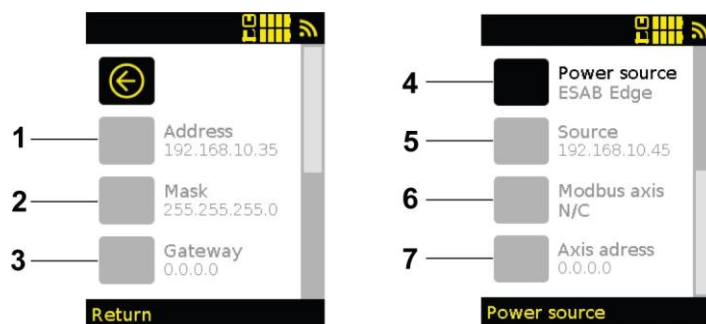 1
Address
192.168.10.35
2
Mask
255.255.255.0
3
Gateway
0.0.0.0
Return
4
Power source
ESAB Edge
5
Source
192.168.10.45
6
Modbus axis
N/C
7
Axis adress
0.0.0.0
Power source